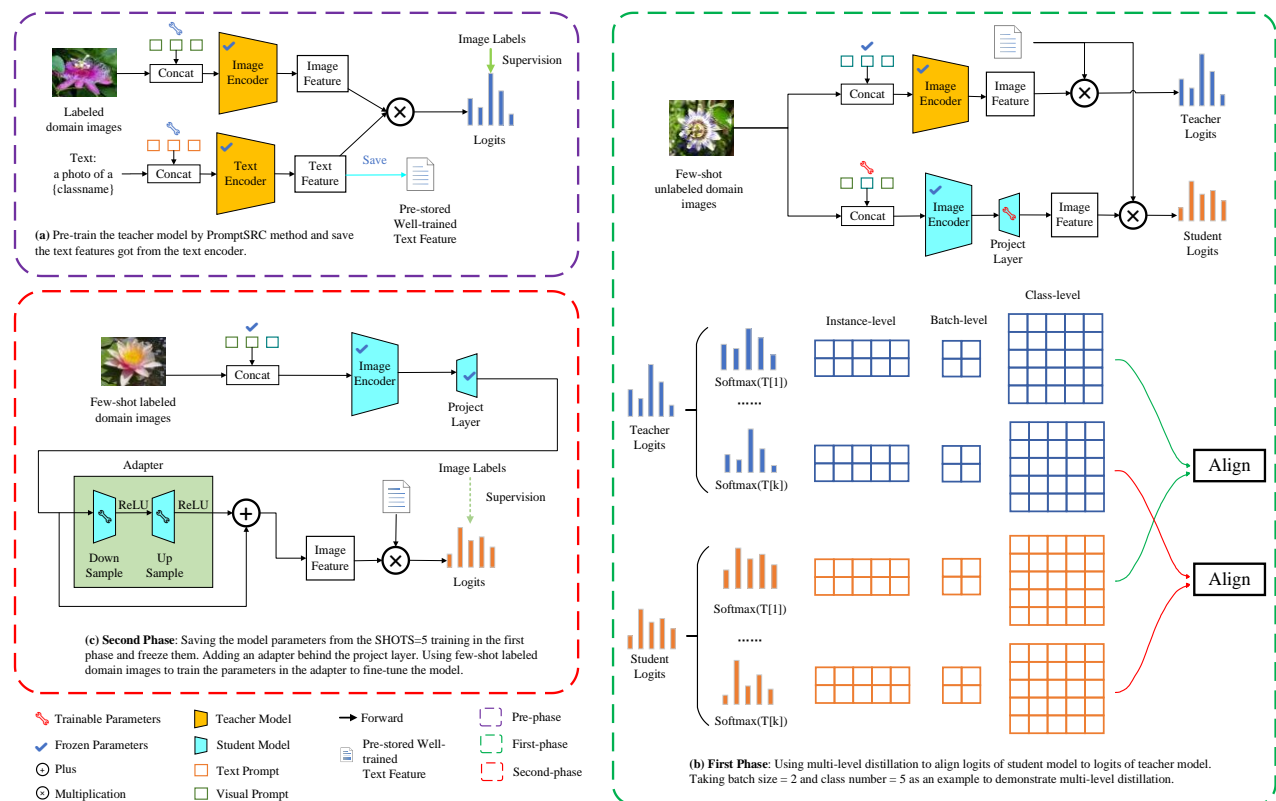 Image Labels
Supervision
Concat
Image
Encoder
Image
Feature
Labeled
domain images
Logits
Text:
a photo of a
{classname}
Concat
Text
Encoder
Text
Feature
Save
Pre-stored
Well-trained
Text Feature
(a) Pre-train the teacher model by PromptSRC method and save
the text features got from the text encoder.
Few-shot labeled
domain images
Concat
Image
Encoder
Project
Layer
Adapter
ReLU
ReLU
Down
Sample
Up
Sample
Image
Feature
Image Labels
Supervision
Logits
(c) Second Phase: Saving the model parameters from the SHOTS=5 training in the first
phase and freeze them. Adding an adapter behind the project layer. Using few-shot labeled
domain images to train the parameters in the adapter to fine-tune the model.
Trainable Parameters
Frozen Parameters
Plus
Multiplication
Teacher Model
Student Model
Text Prompt
Visual Prompt
Forward
Pre-stored Well-
trained
Text Feature
Pre-phase
First-phase
Second-phase
Few-shot
unlabeled domain
images
Concat
Image
Encoder
Image
Feature
Teacher
Logits
Concat
Image
Encoder
Project
Layer
Image
Feature
Student
Logits
Instance-level
Batch-level
Class-level
Teacher
Logits
Softmax(T[1])
......
Softmax(T[k])
Align
Student
Logits
Softmax(T[1])
......
Softmax(T[k])
Align
(b) First Phase: Using multi-level distillation to align logits of student model to logits of teacher model.
Taking batch size = 2 and class number = 5 as an example to demonstrate multi-level distillation.